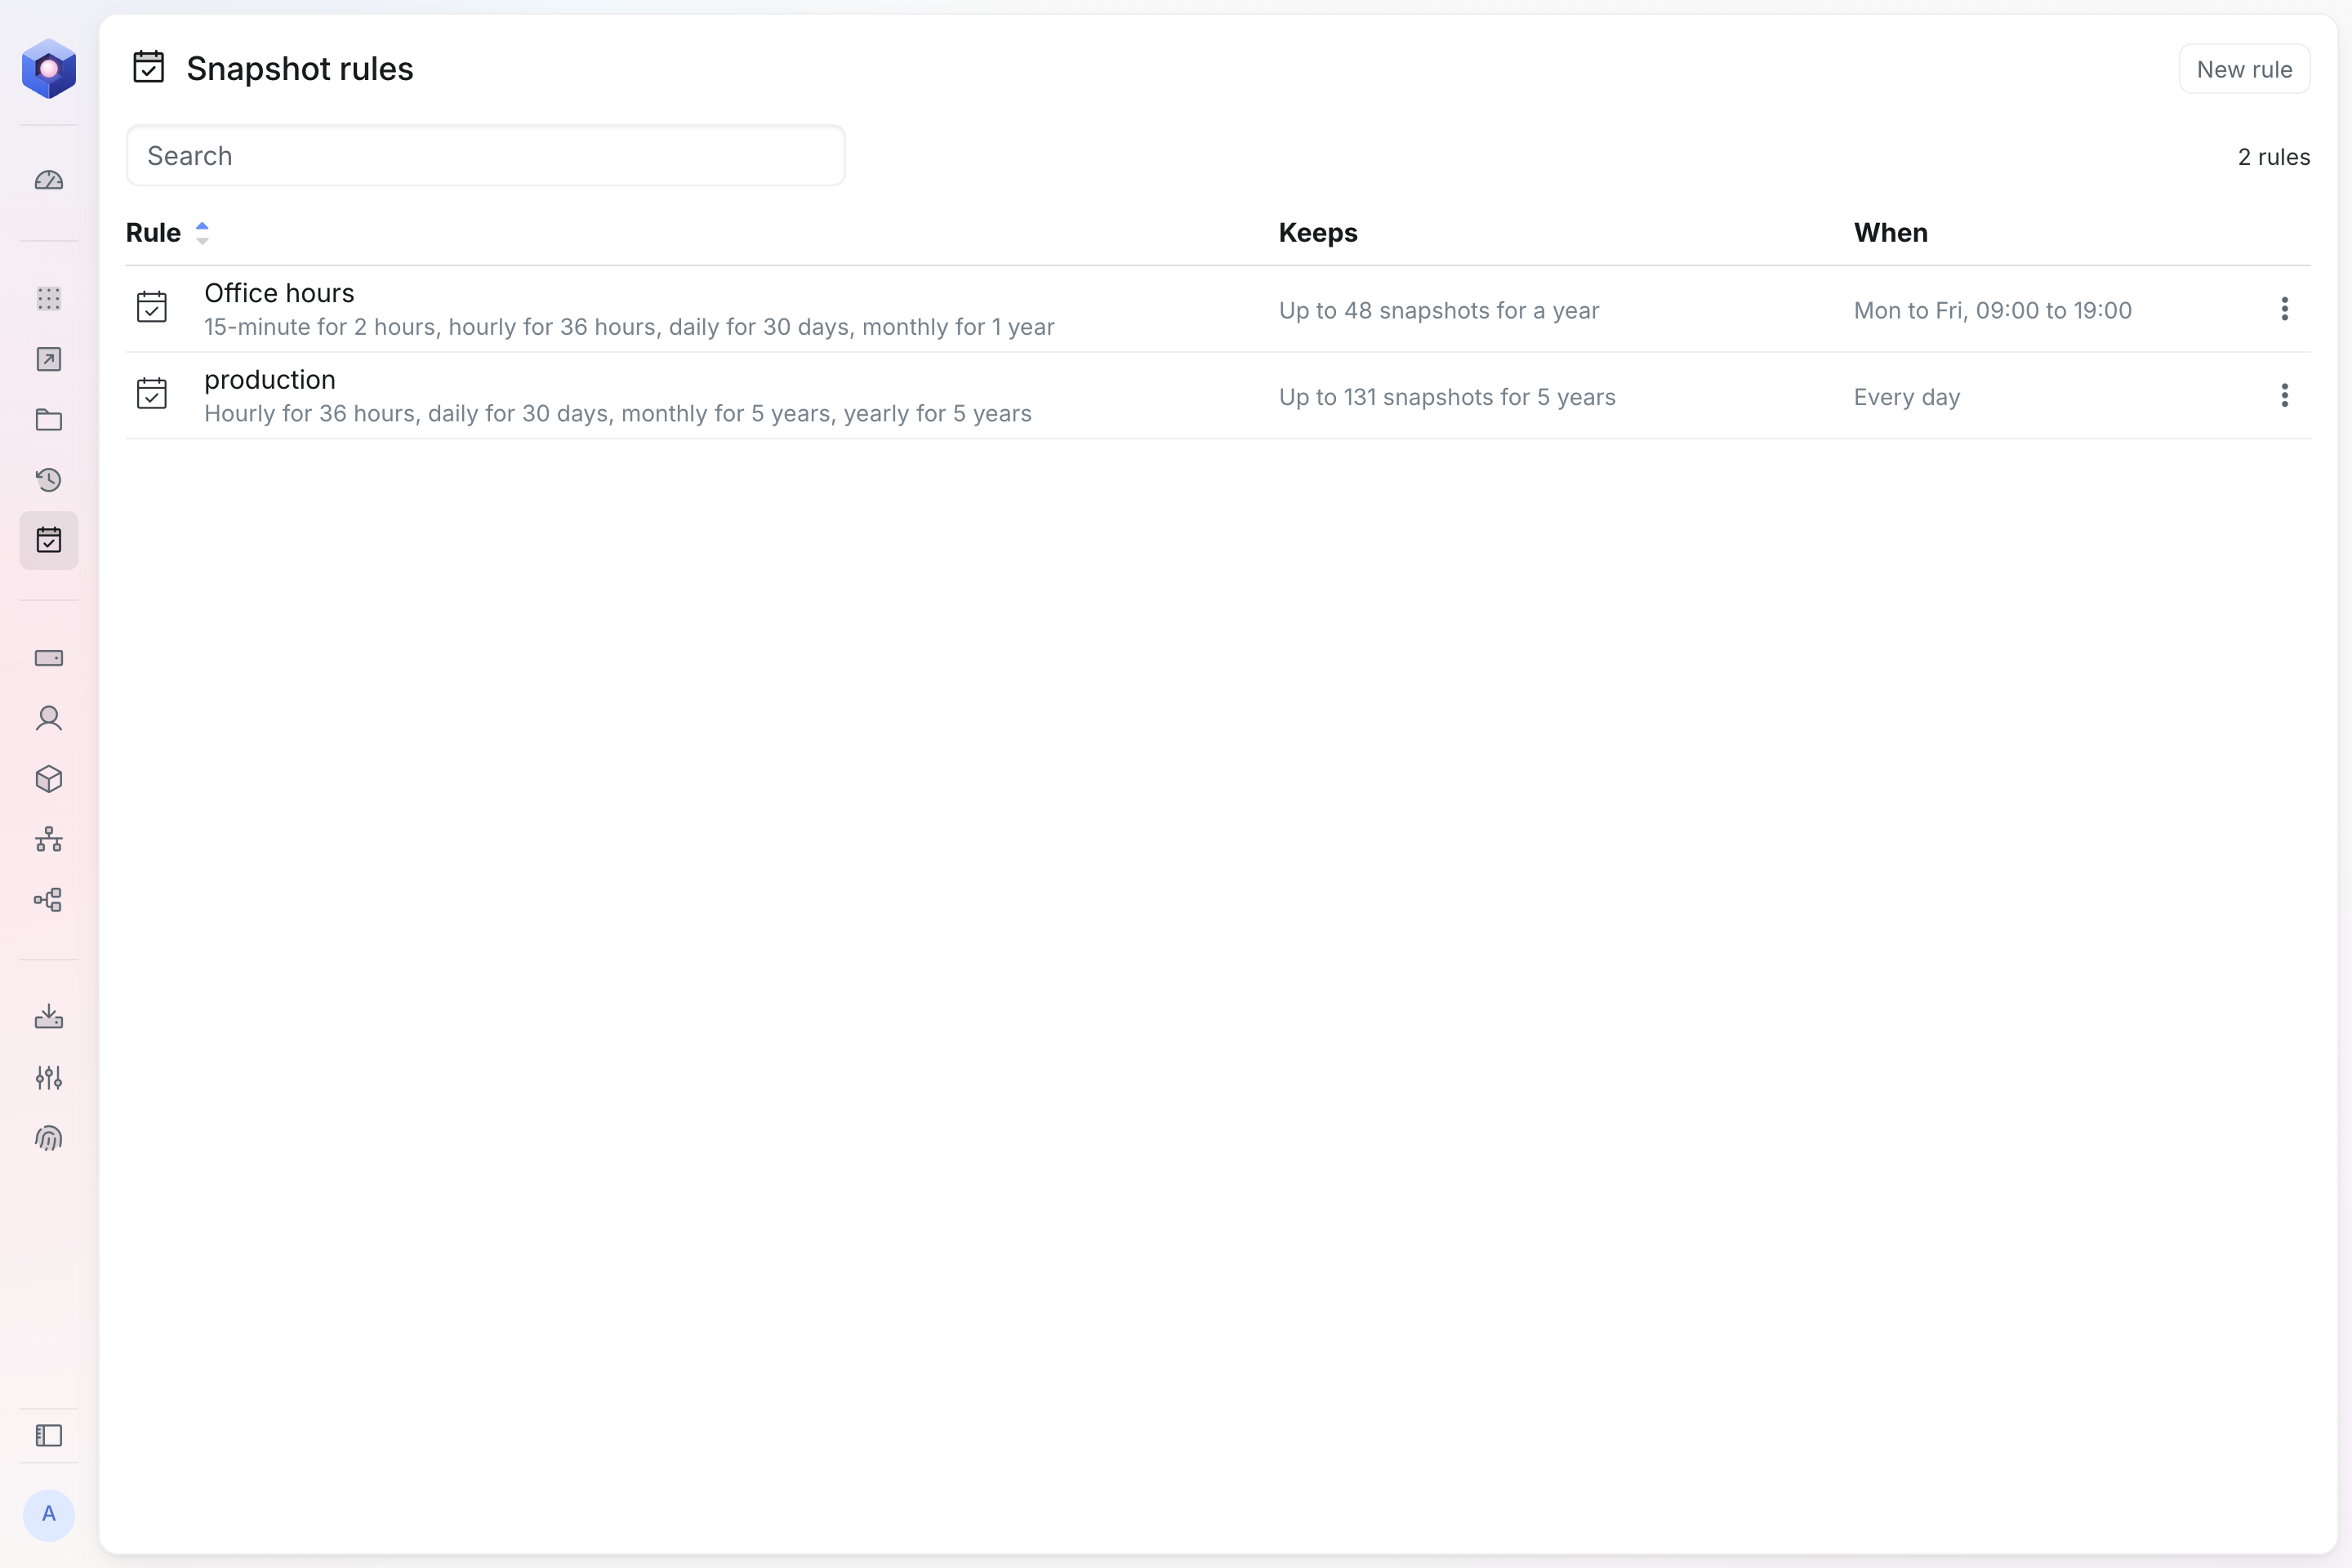 Snapshot rules
New rule
Search
2 rules
Rule
Keeps
When
Office hours
15-minute for 2 hours, hourly for 36 hours, daily for 30 days, monthly for 1 year
Up to 48 snapshots for a year
Mon to Fri, 09:00 to 19:00
production
Hourly for 36 hours, daily for 30 days, monthly for 5 years, yearly for 5 years
Up to 131 snapshots for 5 years
Every day
A